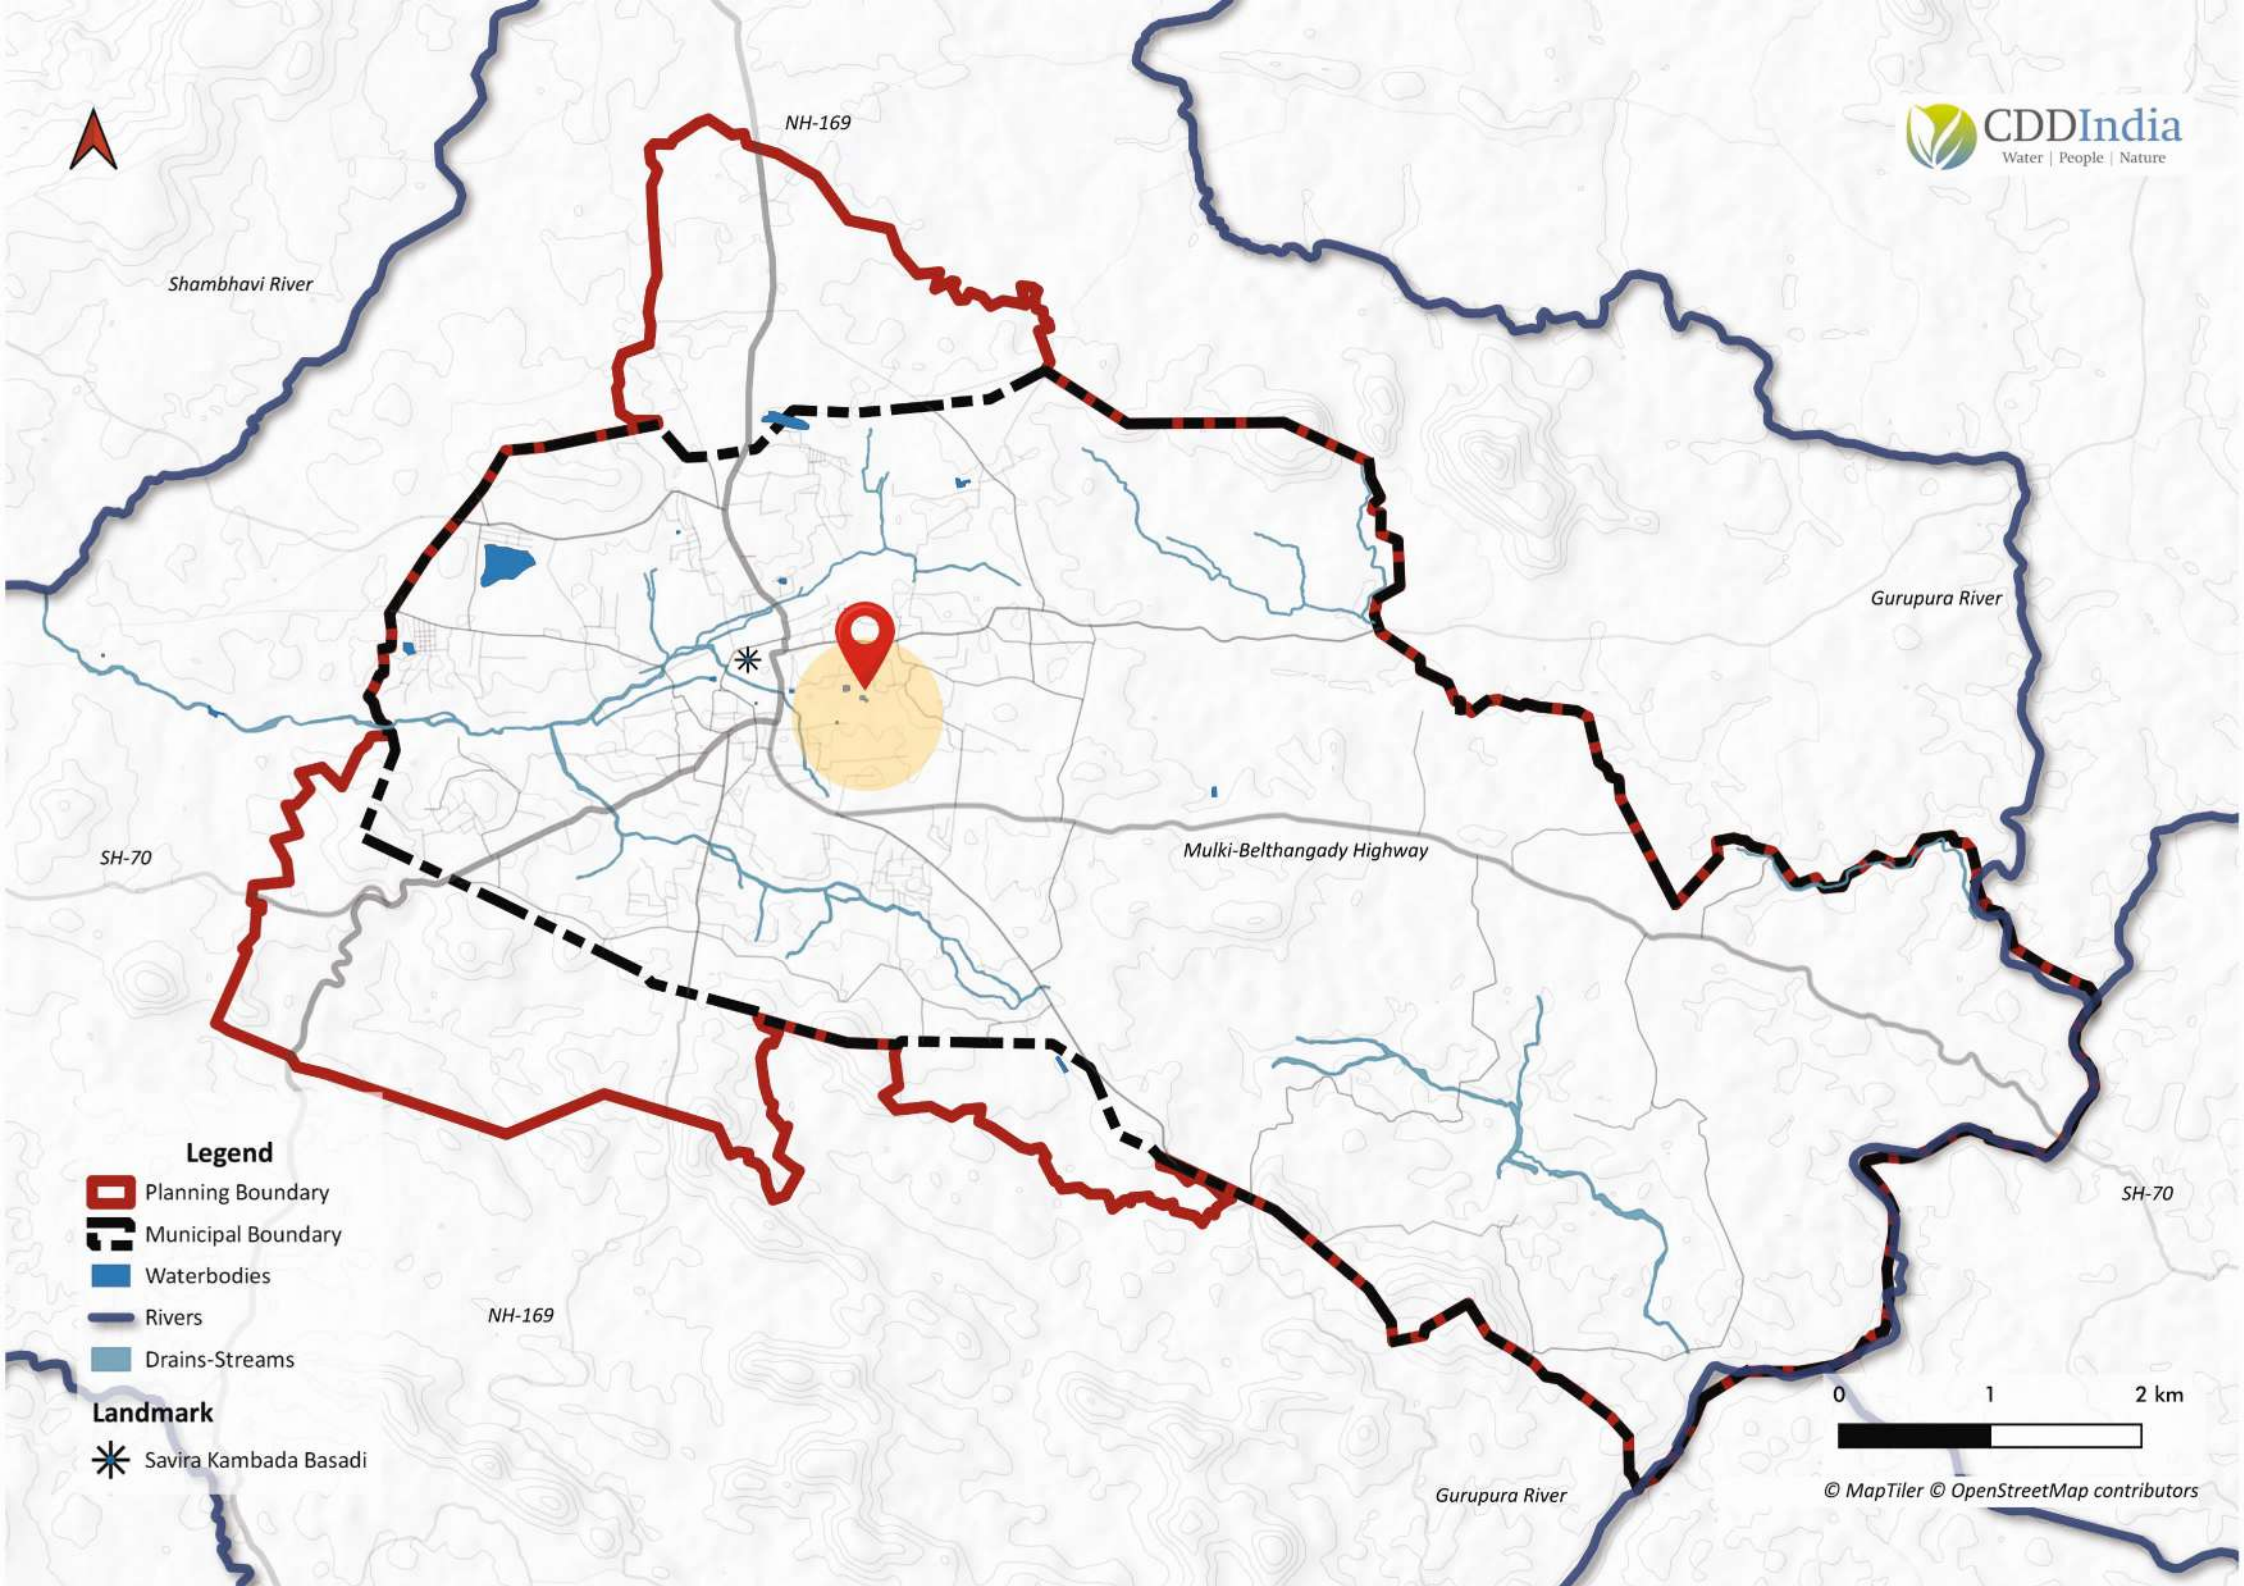 NH-169
CDDIndia
Water | People | Nature
Shambhavi River
Gurupura River
SH-70
Mulki-Belthangady Highway
Legend
Planning Boundary
Municipal Boundary
Waterbodies
Rivers
Drains-Streams
Landmark
Savira Kambada Basadi
NH-169
SH-70
0 1 2 km
© MapTiler © OpenStreetMap contributors
Gurupura River